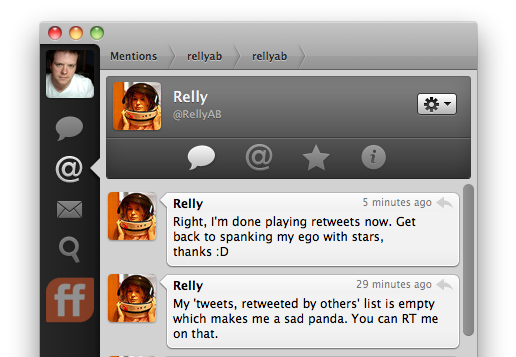 Mentions rellyab rellyab
Relly
@RellyAB
@
@
ff
Relly 5 minutes ago
Right, I'm done playing retweets now. Get
back to spanking my ego with stars,
thanks :D
Relly 29 minutes ago
My 'tweets, retweeted by others' list is empty
which makes me a sad panda. You can RT me
on that.